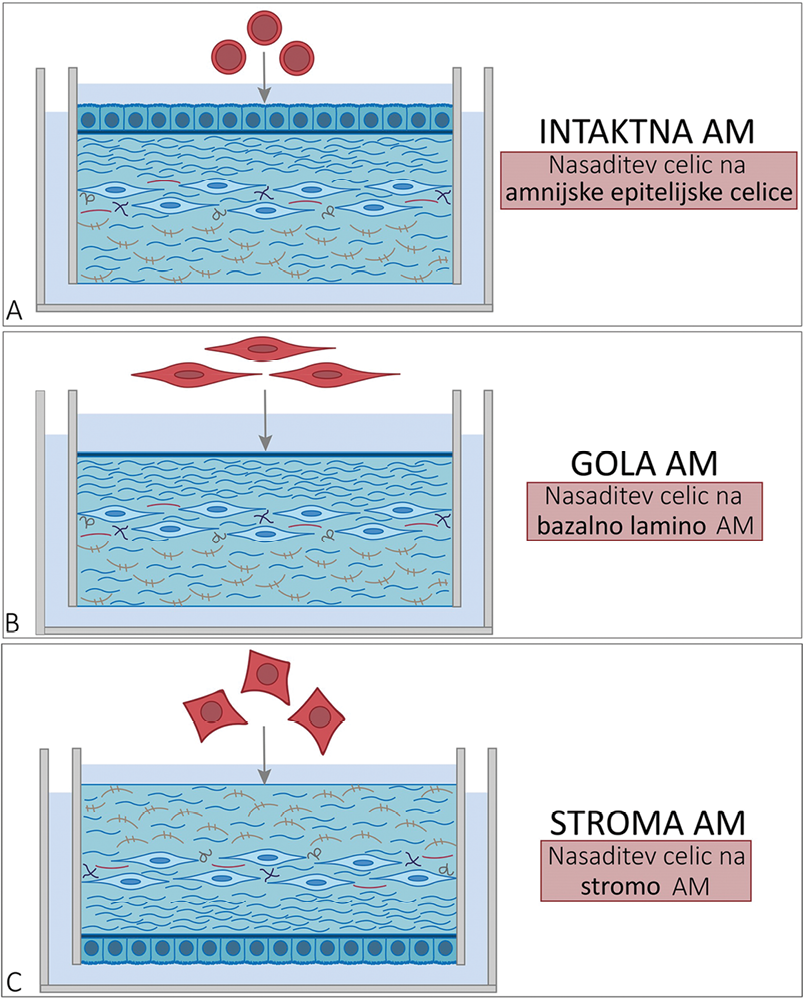 INTAKTNA AM
Nasaditev celic na
amnijske epitelijske celice
A
GOLA AM
Nasaditev celic na
bazalno lamino AM
B
STROMA AM
Nasaditev celic na
stromo AM
C